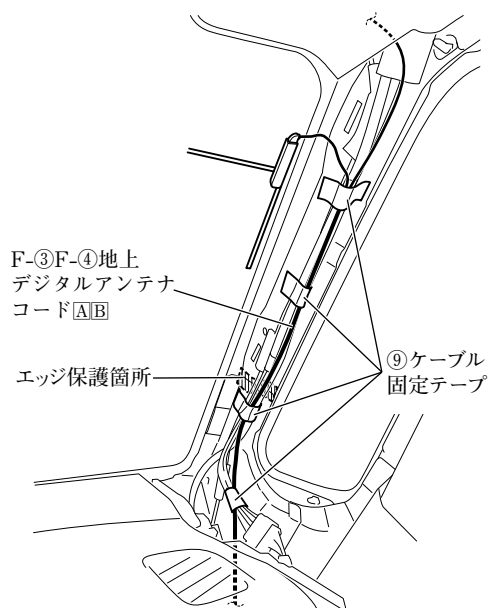 F-③F-④地上
デジタルアンテナ
コード🄰🄱
エッジ保護箇所
⑨ケーブル
固定テープ